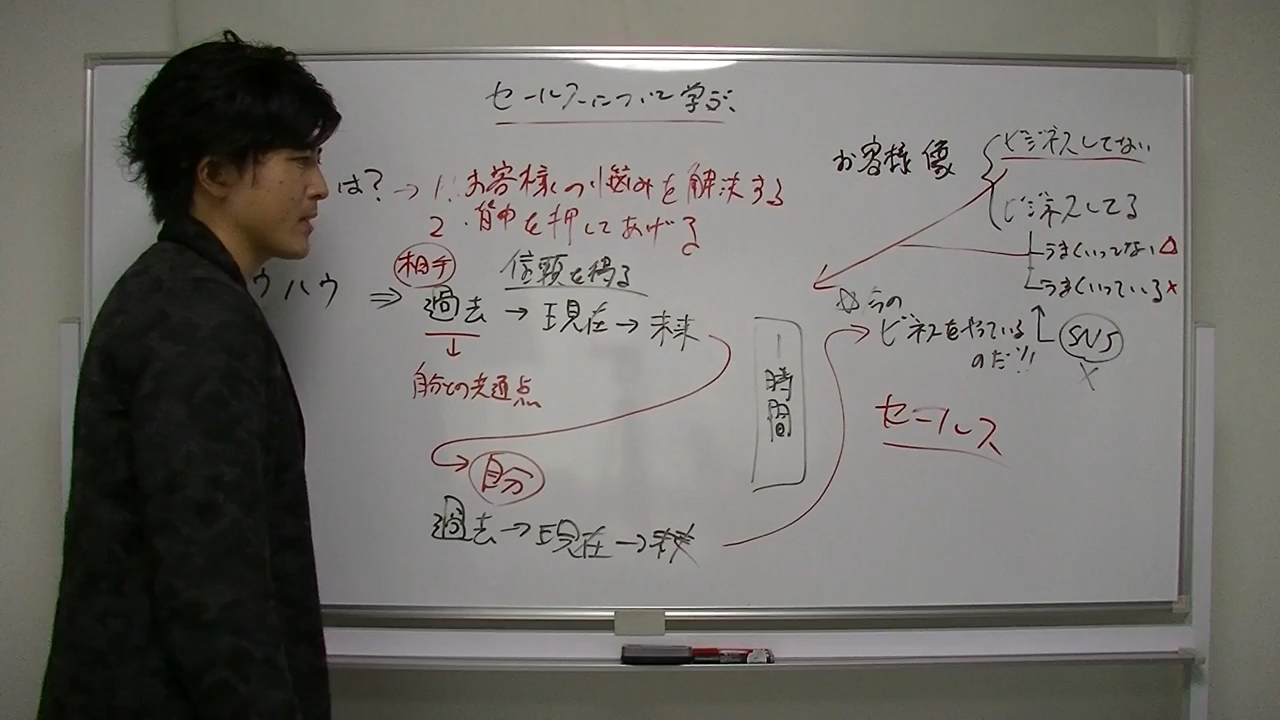 セールスについて学ぶ
は?→1.お客様の悩みを解決する
2.背中を押してあげる
ウハウ⇒
相手
信頼を得る
過去→現在→未来
↓
自分との共通点
自分
過去→現在→未来
時間
お客様像
ビジネスしてない
ビジネスしてる
うまくいってない△
うまくいっている×
今の
ビジネスをやっている
のだ!!
SNS
×
セールス